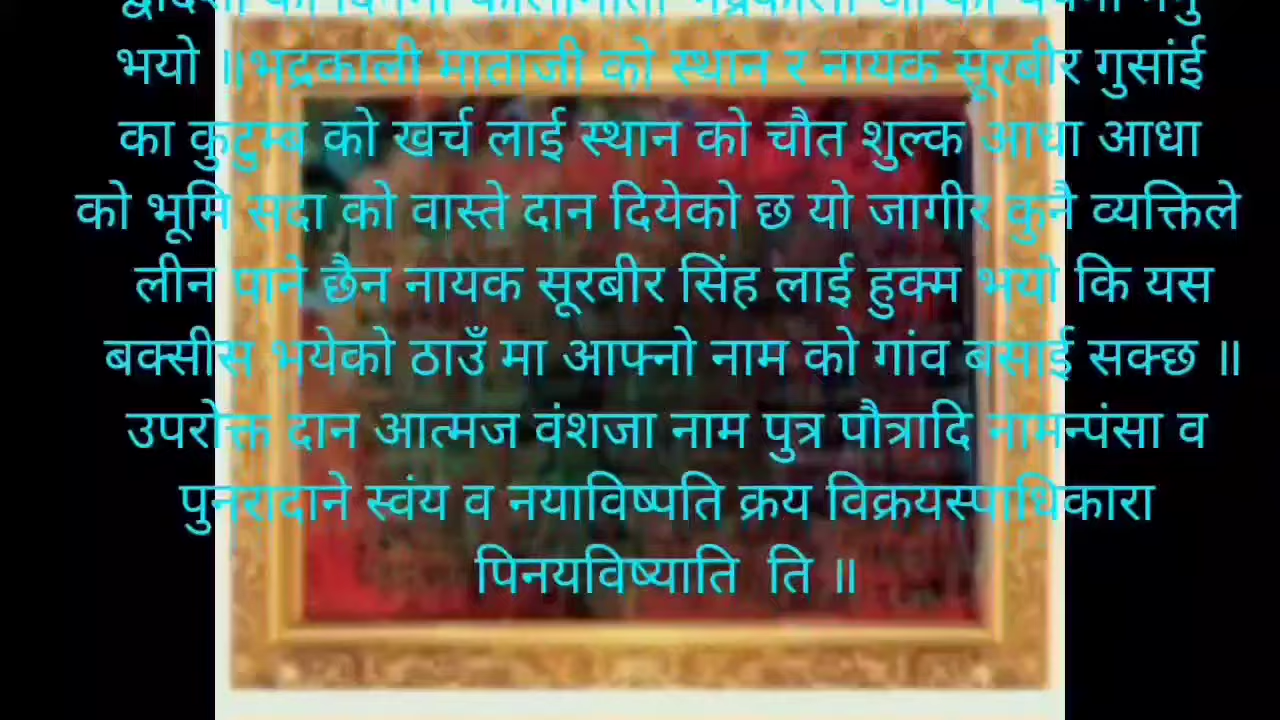 भयो ॥भद्रकाली माताजी को स्थान र नायक सूरबीर गुसांई
का कुटुम्ब को खर्च लाई स्थान को चौत शुल्क आधा आधा
को भूमि सदा को वास्ते दान दियेको छ यो जागीर कुनै व्यक्तिले
लीन पाने छैन नायक सूरबीर सिंह लाई हुक्म भयो कि यस
बक्सीस भयेको ठाउँ मा आफ्नो नाम को गांव बसाई सक्छ ॥
उपरोक्त दान आत्मज वंशजा नाम पुत्र पौत्रादि नामन्पंसा व
पुनरादाने स्वंय व नयाविष्पति क्रय विक्रयस्पाधिकारा
पिनयविष्याति ति ॥